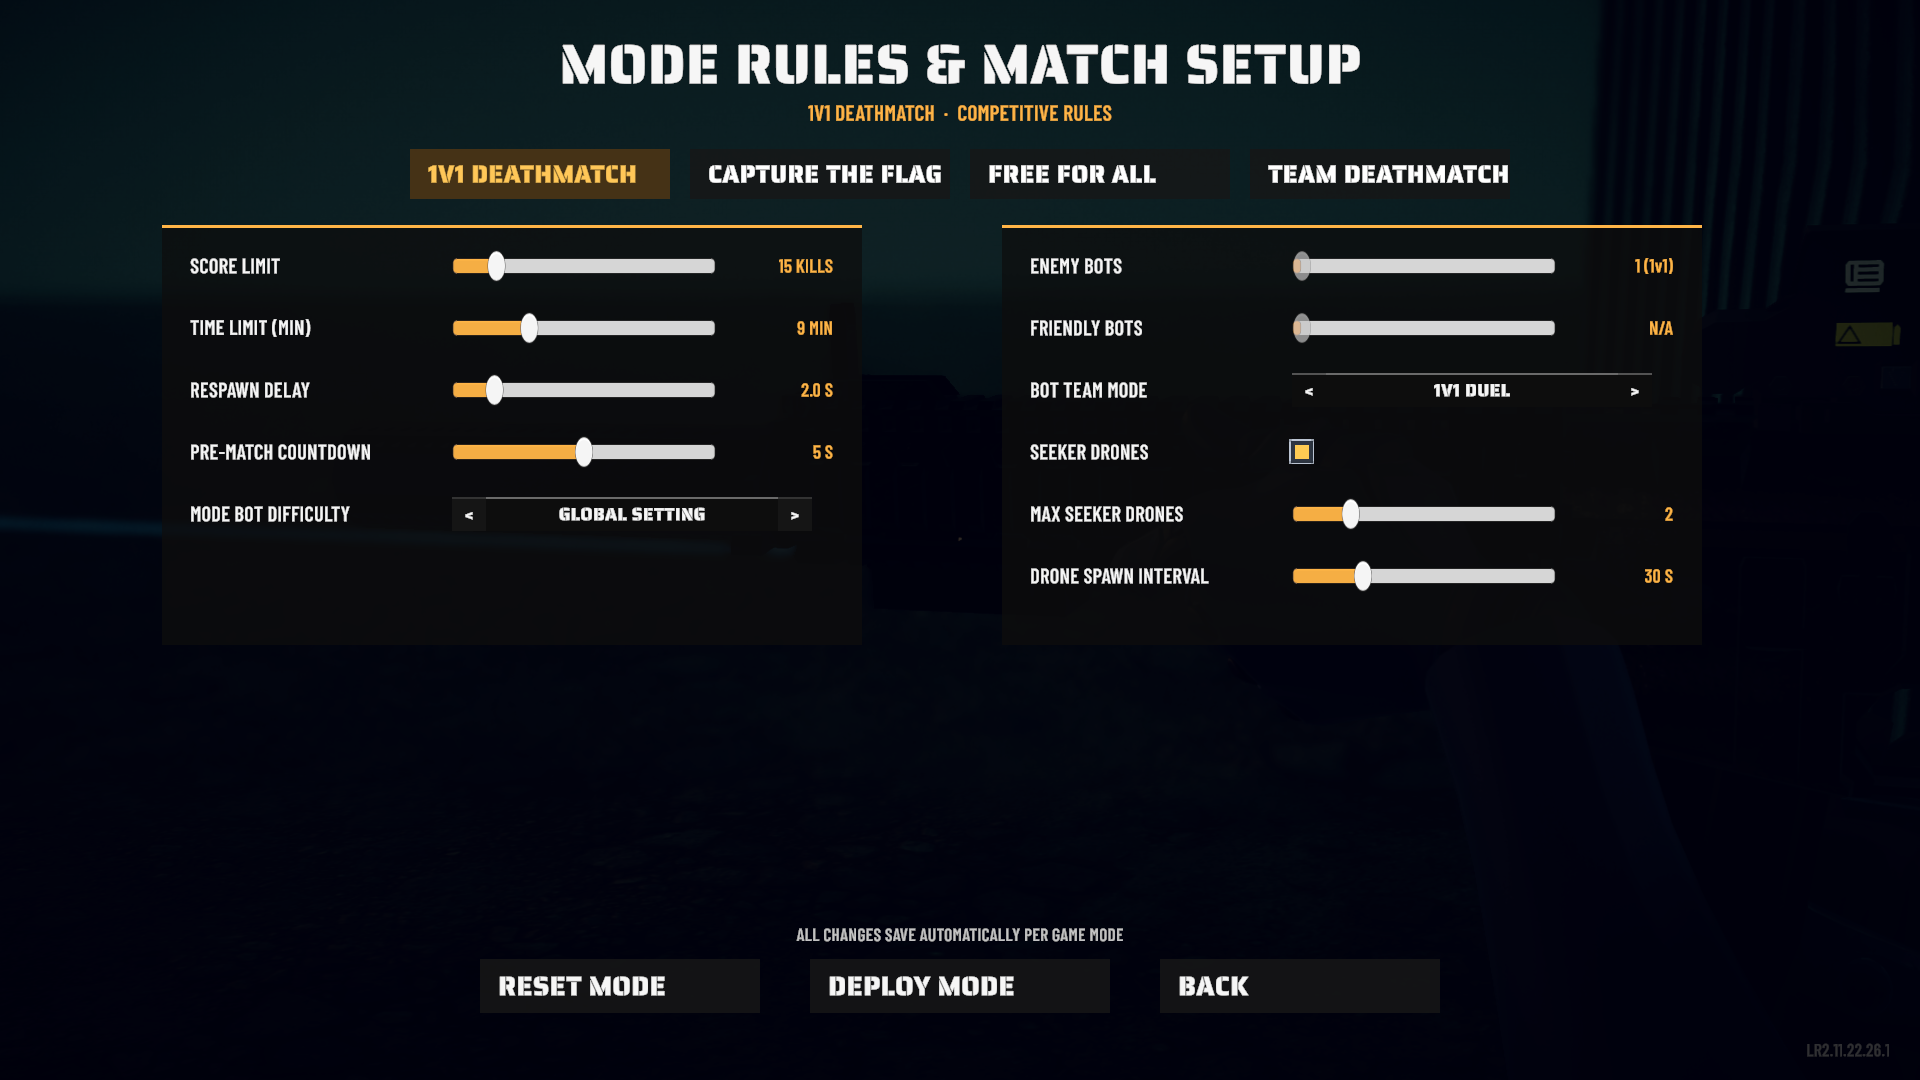 MODE RULES & MATCH SETUP
1V1 DEATHMATCH · COMPETITIVE RULES
1V1 DEATHMATCH
CAPTURE THE FLAG
FREE FOR ALL
TEAM DEATHMATCH
SCORE LIMIT 15 KILLS
TIME LIMIT (MIN) 9 MIN
RESPAWN DELAY 2.0 S
PRE-MATCH COUNTDOWN 5 S
MODE BOT DIFFICULTY < GLOBAL SETTING >
ENEMY BOTS 1 (1v1)
FRIENDLY BOTS N/A
BOT TEAM MODE < 1V1 DUEL >
SEEKER DRONES
MAX SEEKER DRONES 2
DRONE SPAWN INTERVAL 30 S
ALL CHANGES SAVE AUTOMATICALLY PER GAME MODE
RESET MODE
DEPLOY MODE
BACK
LR2.11.22.26.1